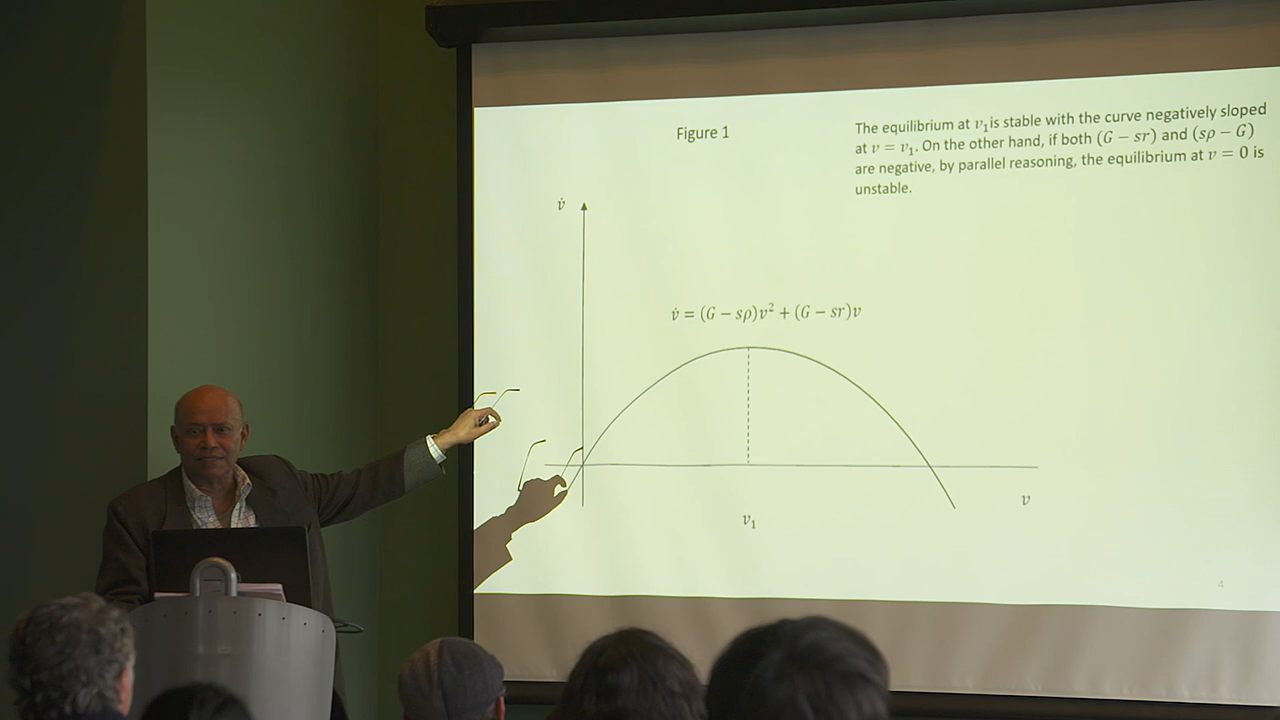 Figure 1
The equilibrium at v₁ is stable with the curve negatively sloped
at v = v₁. On the other hand, if both (G − sr) and (sρ − G)
are negative, by parallel reasoning, the equilibrium at v = 0 is
unstable.
v̇
v̇ = (G − sρ)v² + (G − sr)v
v
v₁
4